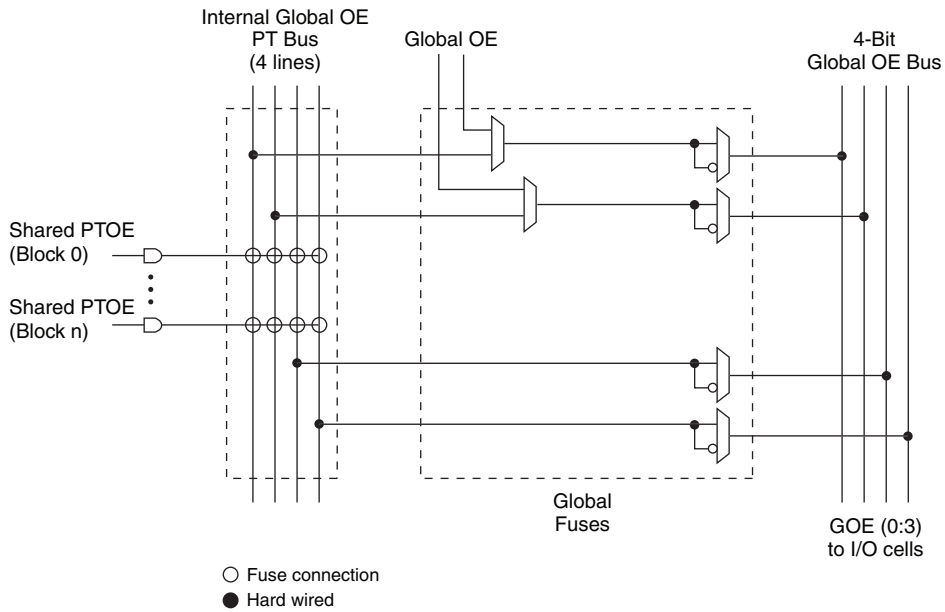 Internal Global OE
PT Bus
(4 lines)
Global OE
4-Bit
Global OE Bus
Shared PTOE
(Block 0)
Shared PTOE
(Block n)
Global
Fuses
GOE (0:3)
to I/O cells
Fuse connection
Hard wired